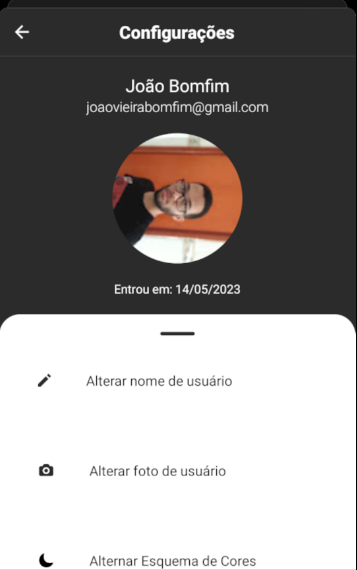 Configurações
João Bomfim
joaovieirabomfim@gmail.com
Entrou em: 14/05/2023
Alterar nome de usuário
Alterar foto de usuário
Alternar Esquema de Cores